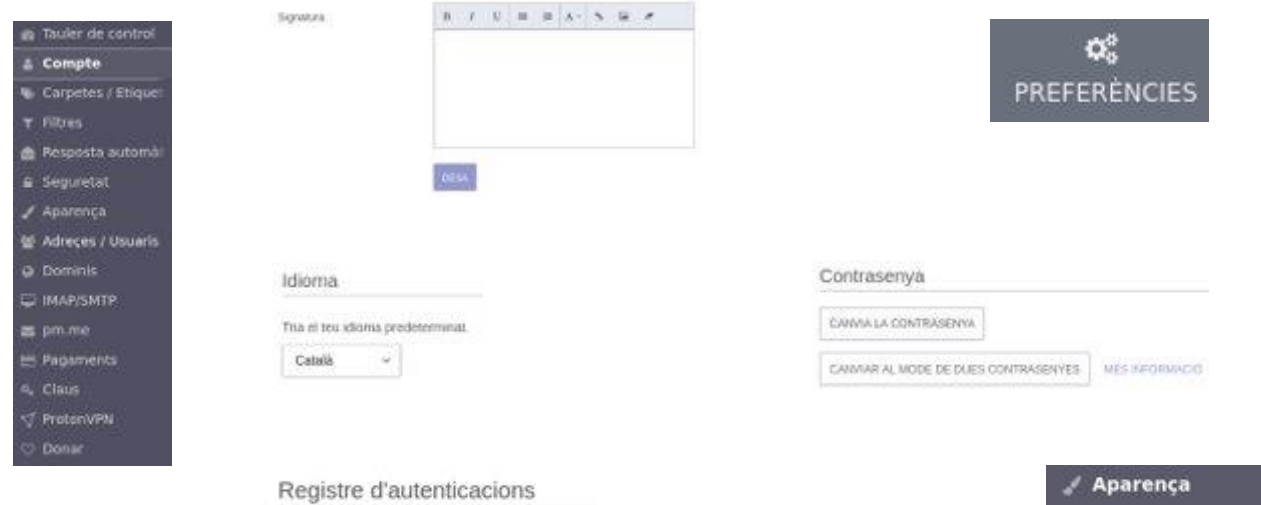 Tauler de control
Compte
Carpetes / Etique
Filtres
Resposta automà
Seguretat
Aparença
Adreçes / Usuaris
Dominis
IMAP/SMTP
pm.me
Pagaments
Claus
ProtonVPN
Donar
Signatura
B I U A
DESA
PREFERÈNCIES
Idioma
Tria el teu idioma predeterminat.
Català
Contrasenya
CANVIA LA CONTRASENYA
CANVIAR AL MODE DE DUES CONTRASENYES MÉS INFORMACIÓ
Registre d'autenticacions
Aparença